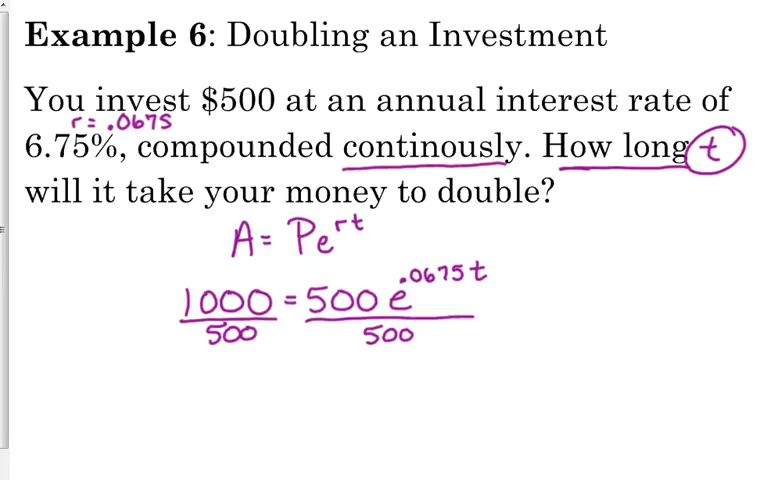 Example 6: Doubling an Investment
You invest $500 at an annual interest rate of
r = .0675
6.75%, compounded continously. How long t
will it take your money to double?
A = Pe^rt
1000 = 500 e^.0675t
500 500